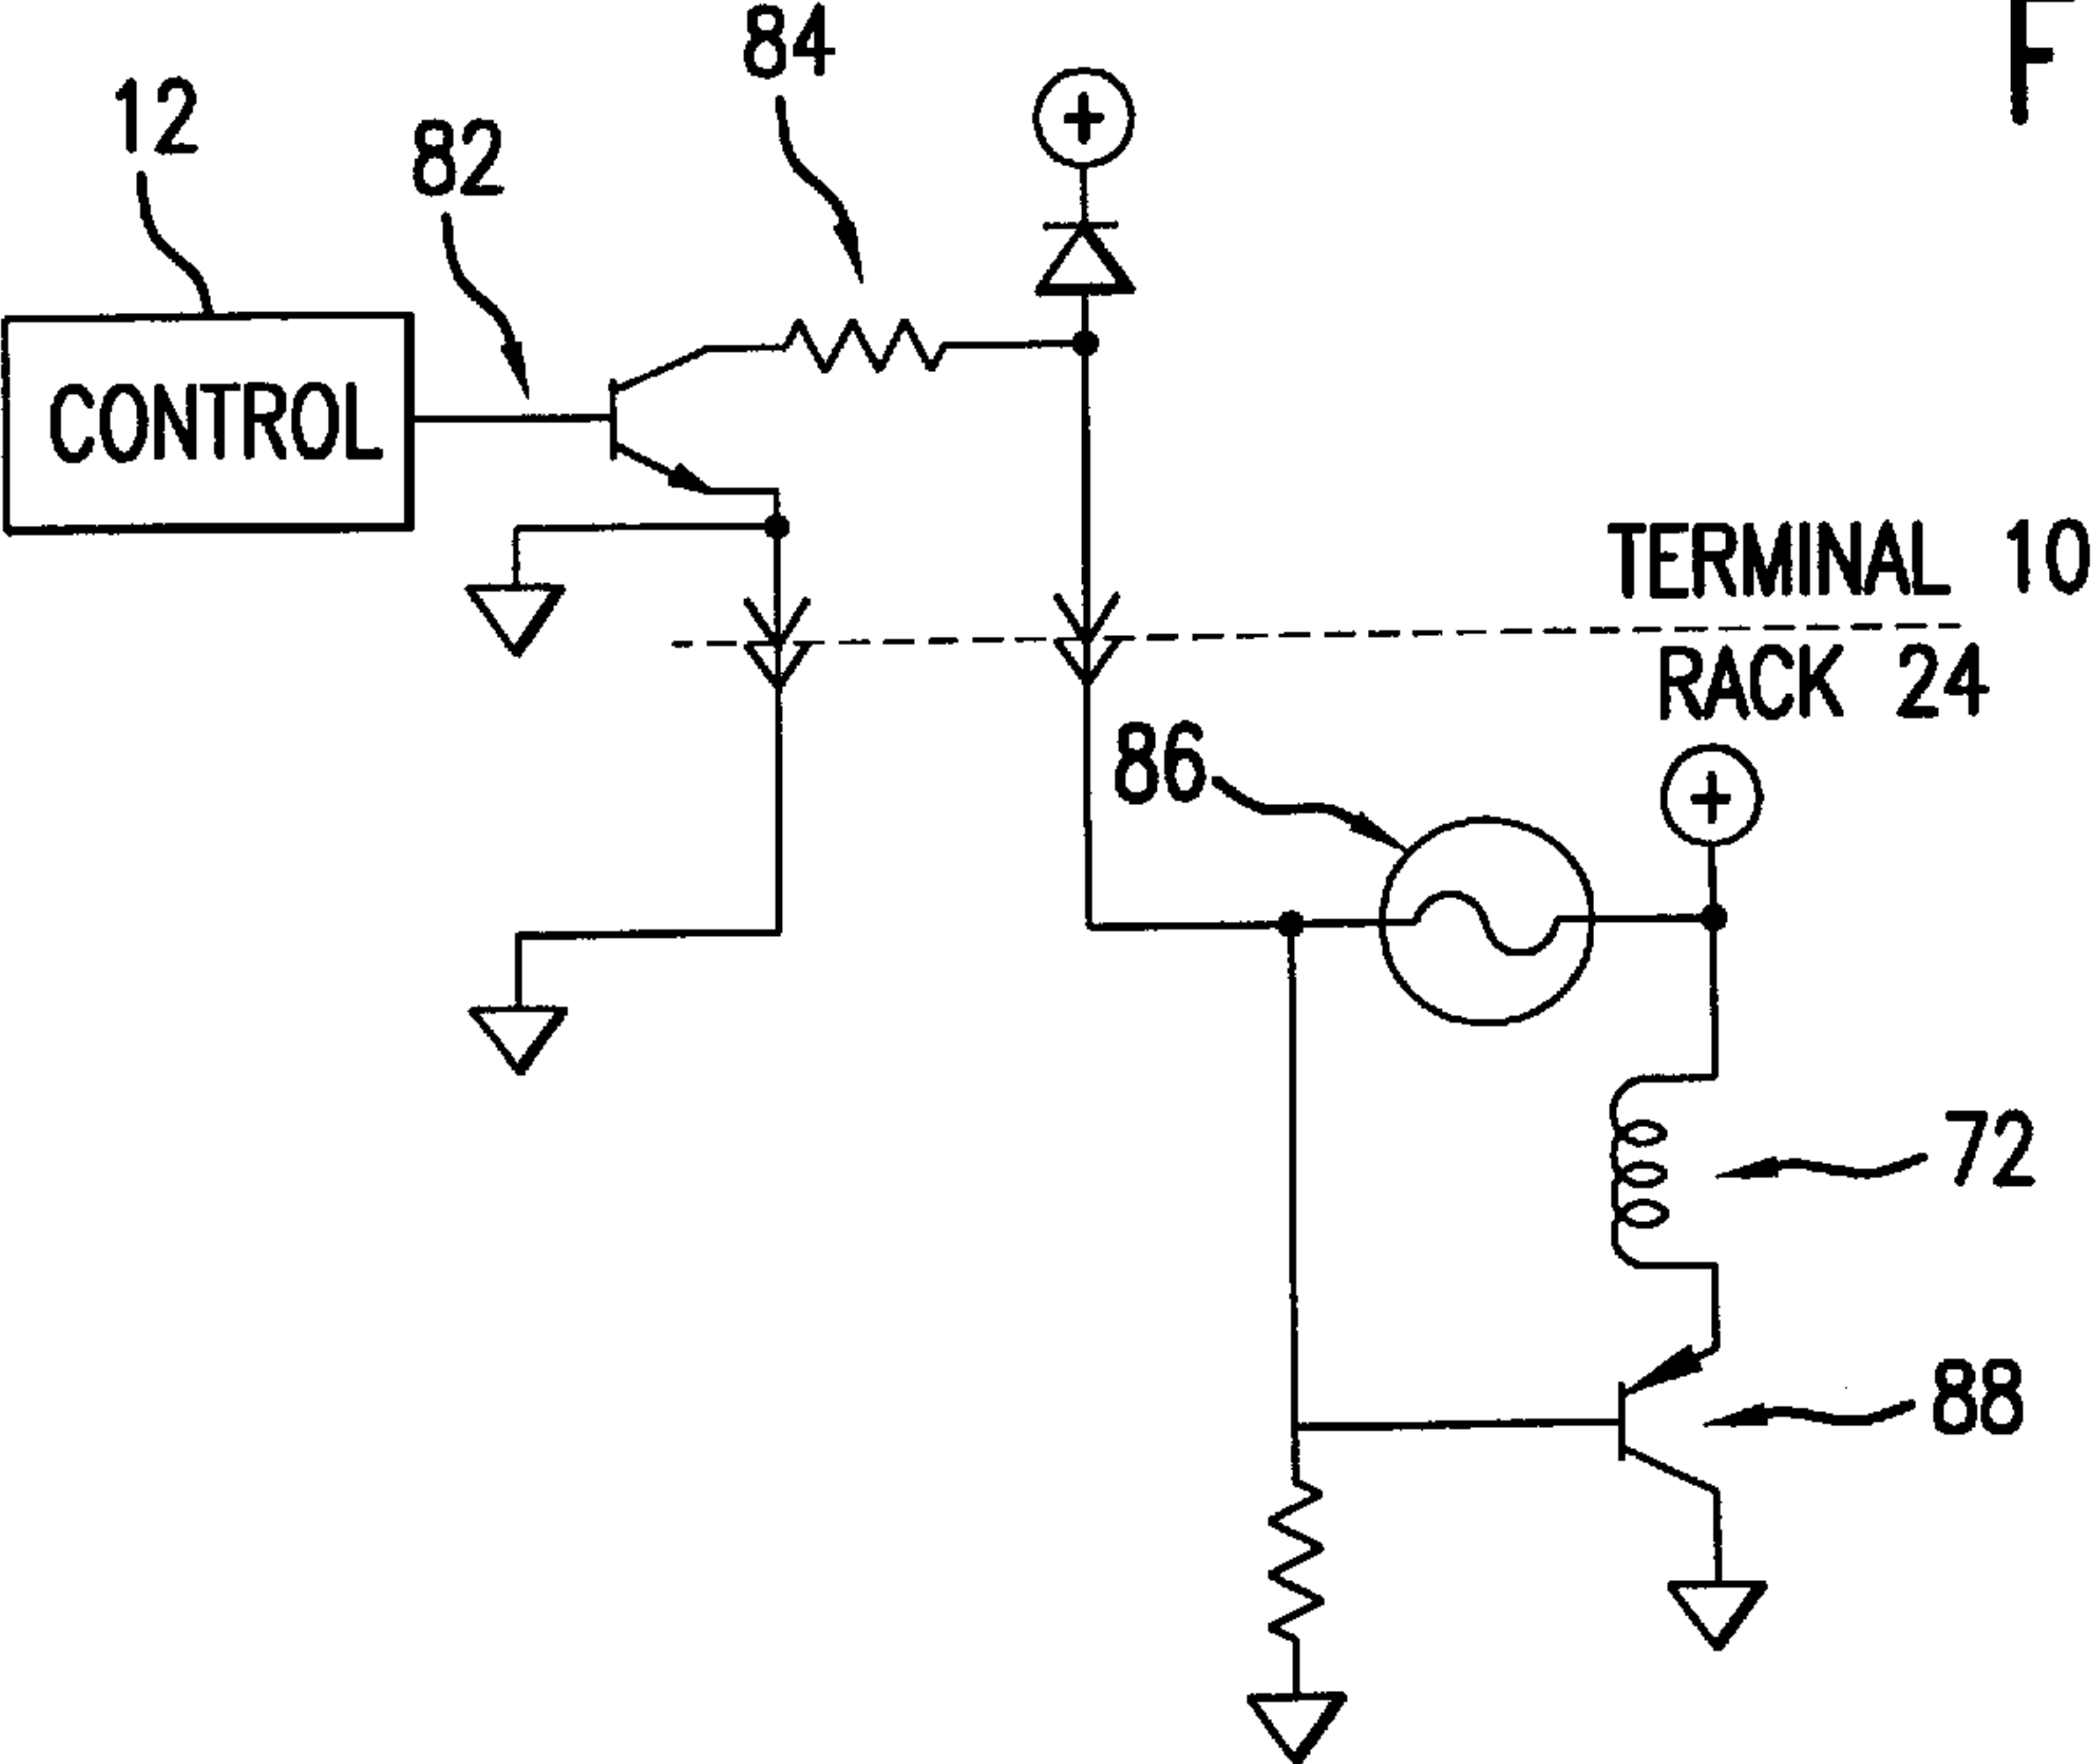 F
84
12
82
+
CONTROL
TERMINAL 10
RACK 24
86
+
72
88